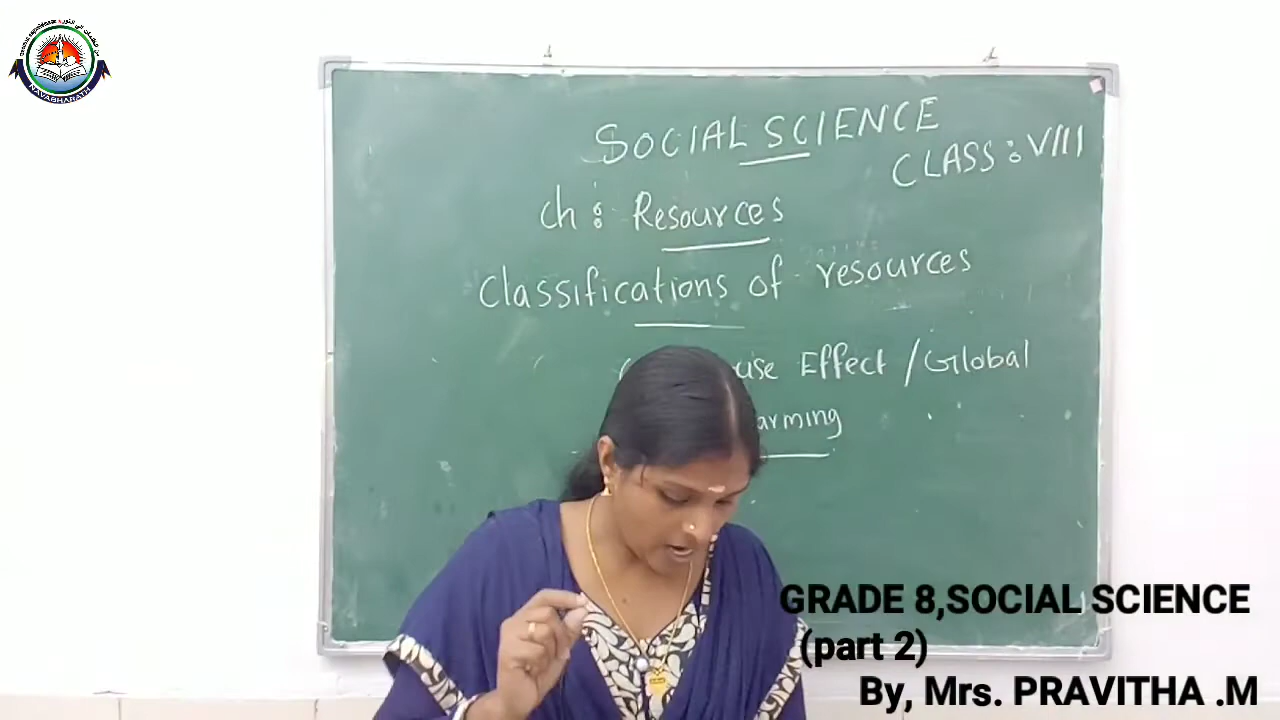 NAVABHARATH
SOCIAL SCIENCE
CLASS : VIII
Ch : Resources
Classifications of resources
use Effect / Global
arming
GRADE 8,SOCIAL SCIENCE
(part 2)
By, Mrs. PRAVITHA .M